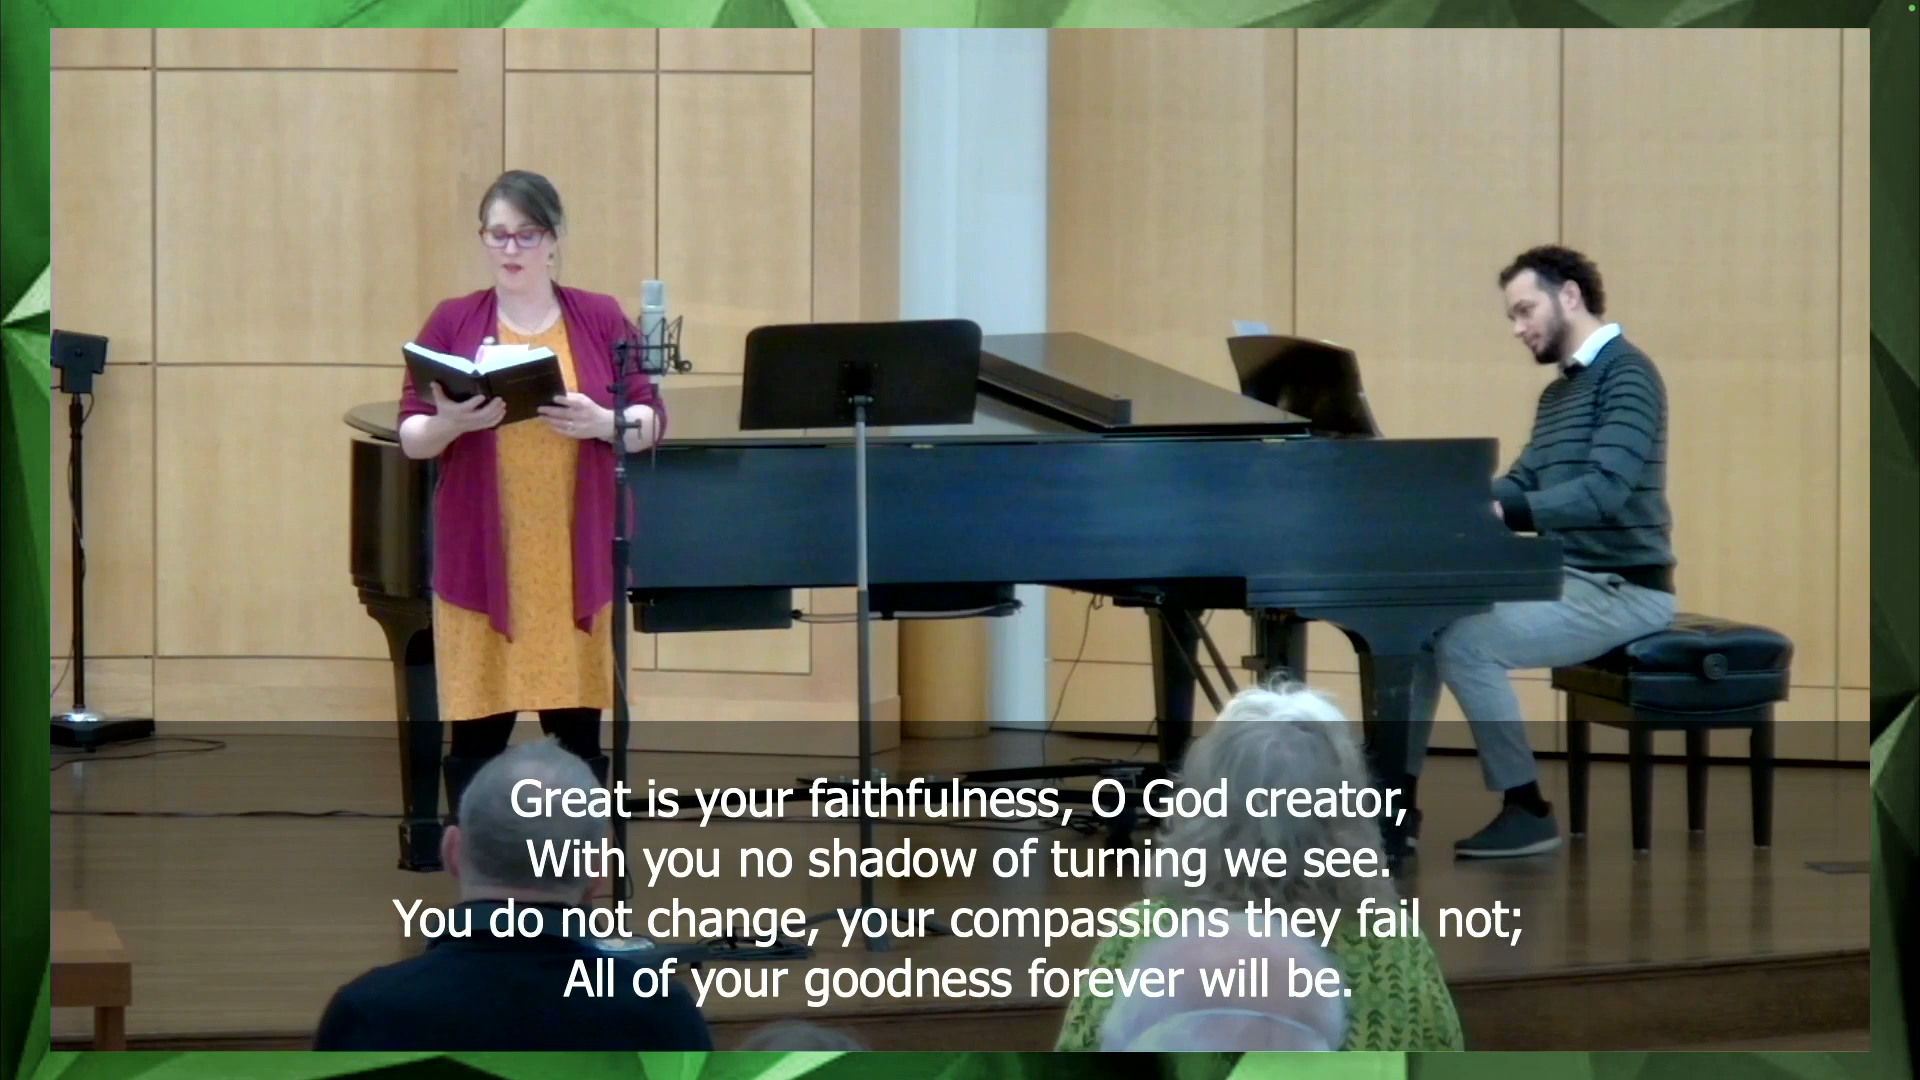 Great is your faithfulness, O God creator,
With you no shadow of turning we see.
You do not change, your compassions they fail not;
All of your goodness forever will be.